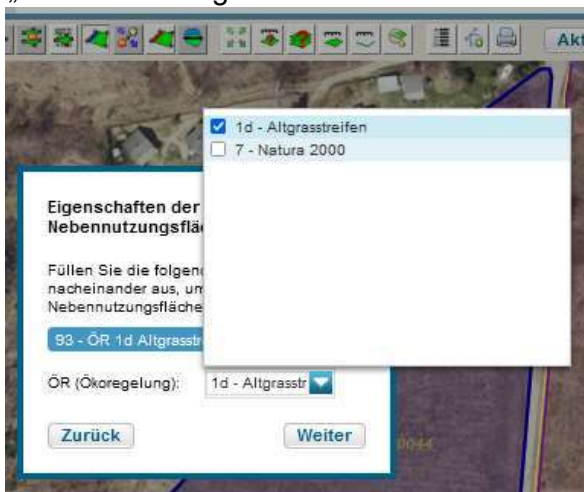 Akt
1d - Altgrasstreifen
7 - Natura 2000
Eigenschaften der
Nebennutzungsflä
Füllen Sie die folgen
nacheinander aus, um
Nebennutzungsfläche
93 - ÖR 1d Altgrasstr
ÖR (Ökoregelung): 1d - Altgrasstr
Zurück Weiter
0044